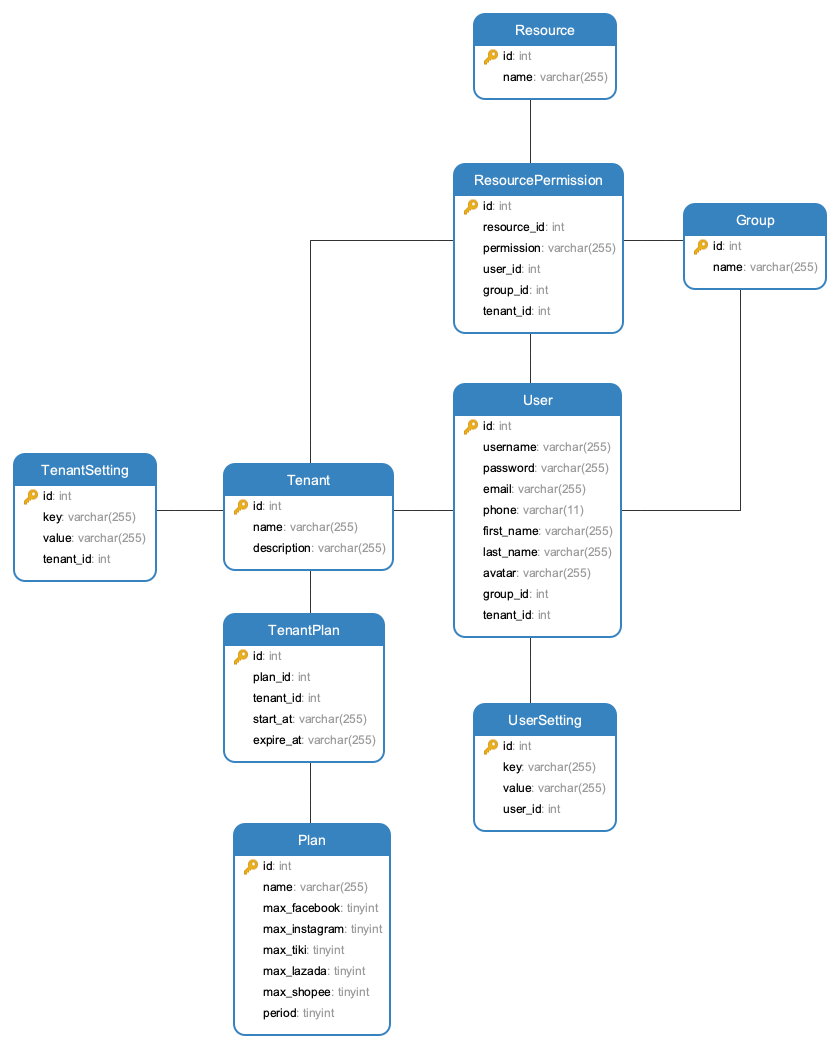 Resource
id: int
name: varchar(255)
ResourcePermission
id: int
resource_id: int
permission: varchar(255)
user_id: int
group_id: int
tenant_id: int
Group
id: int
name: varchar(255)
User
id: int
username: varchar(255)
password: varchar(255)
email: varchar(255)
phone: varchar(11)
first_name: varchar(255)
last_name: varchar(255)
avatar: varchar(255)
group_id: int
tenant_id: int
TenantSetting
id: int
key: varchar(255)
value: varchar(255)
tenant_id: int
Tenant
id: int
name: varchar(255)
description: varchar(255)
TenantPlan
id: int
plan_id: int
tenant_id: int
start_at: varchar(255)
expire_at: varchar(255)
UserSetting
id: int
key: varchar(255)
value: varchar(255)
user_id: int
Plan
id: int
name: varchar(255)
max_facebook: tinyint
max_instagram: tinyint
max_tiki: tinyint
max_lazada: tinyint
max_shopee: tinyint
period: tinyint